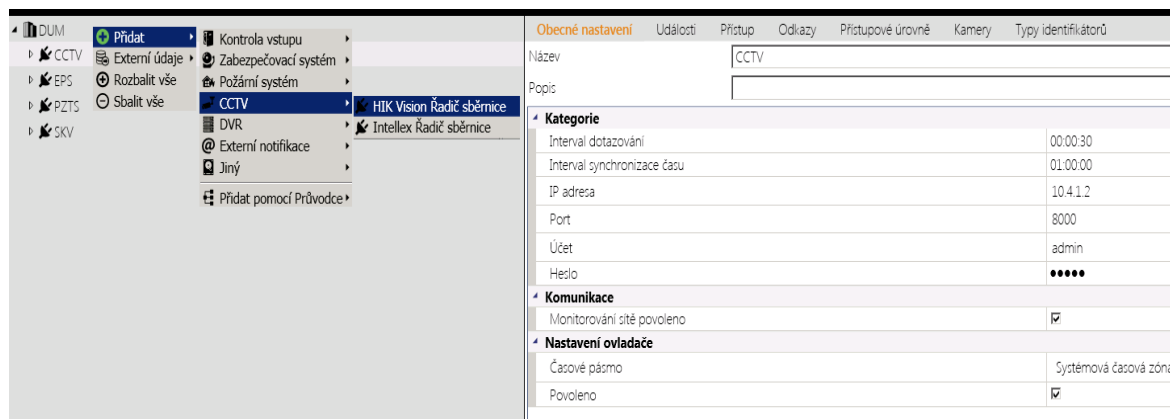 DUM
CCTV
EPS
PZTS
SKV
Přidat
Externí údaje
Rozbalit vše
Sbalit vše
Kontrola vstupu
Zabezpečovací systém
Požární systém
CCTV
DVR
@ Externí notifikace
Jiný
Přidat pomocí Průvodce
HIK Vision Řadič sběrnice
Intellex Řadič sběrnice
Obecné nastavení Události Přístup Odkazy Přístupové úrovně Kamery Typy identifikátorů
Název CCTV
Popis
Kategorie
Interval dotazování 00:00:30
Interval synchronizace času 01:00:00
IP adresa 10.4.1.2
Port 8000
Účet admin
Heslo •••••
Komunikace
Monitorování sítě povoleno
Nastavení ovladače
Časové pásmo Systémová časová zóna
Povoleno